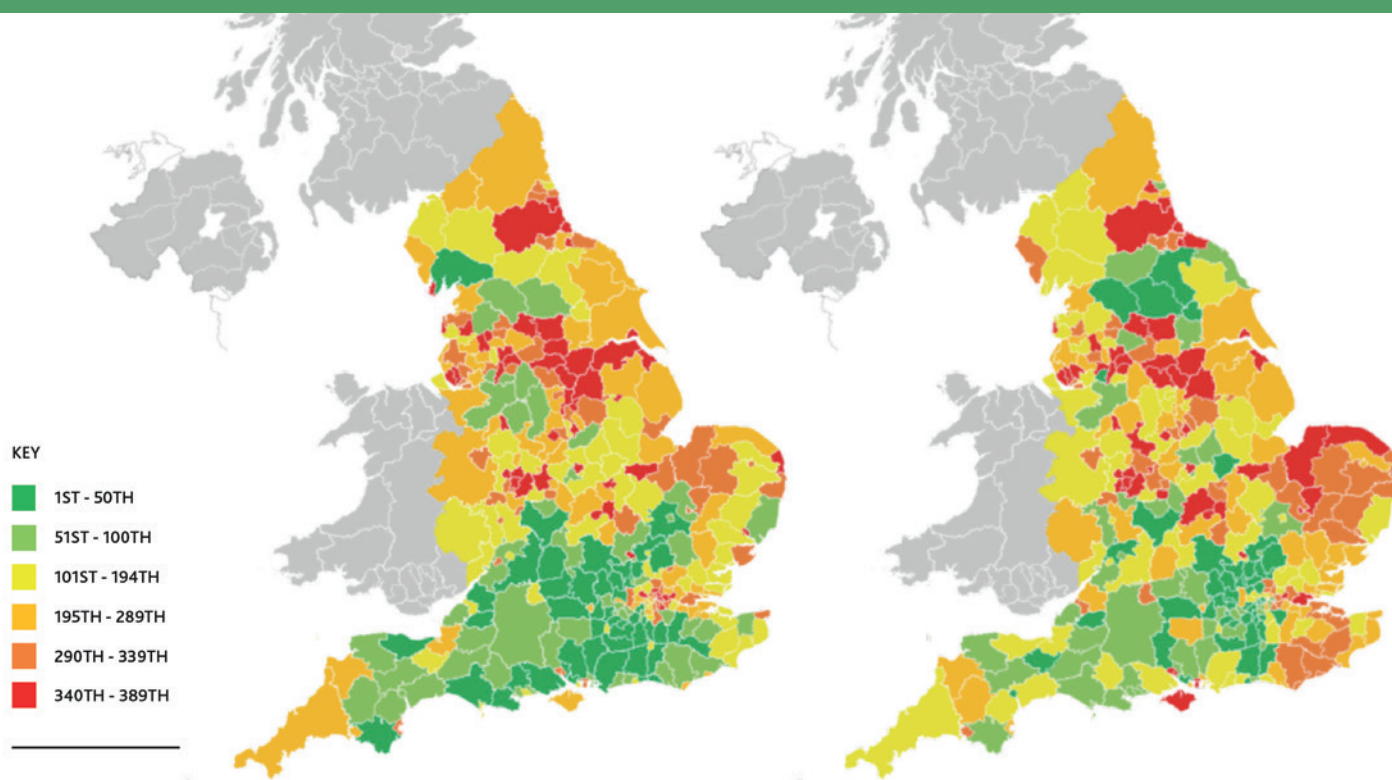 KEY
1ST - 50TH
51ST - 100TH
101ST - 194TH
195TH - 289TH
290TH - 339TH
340TH - 389TH